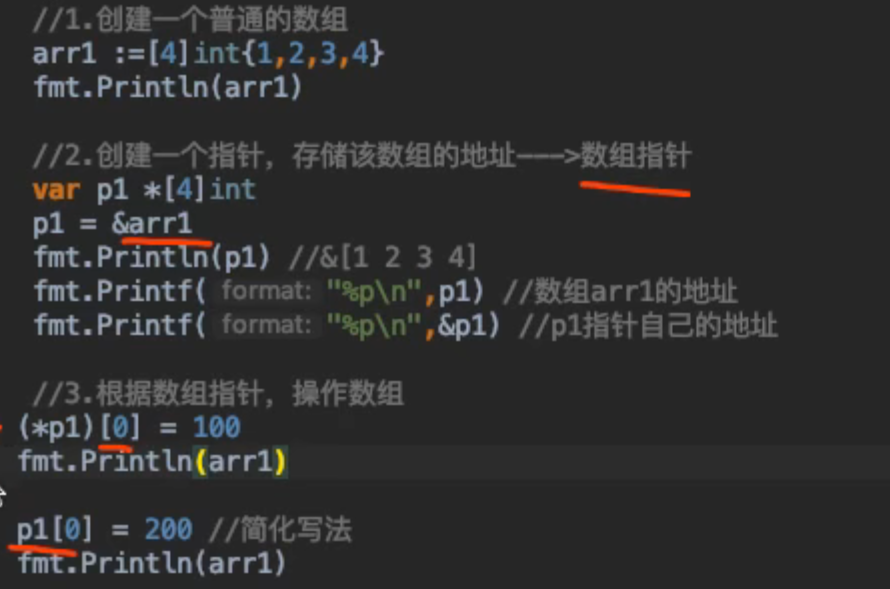 //1.创建一个普通的数组
arr1 :=[4]int{1,2,3,4}
fmt.Println(arr1)
//2.创建一个指针，存储该数组的地址--->数组指针
var p1 *[4]int
p1 = &arr1
fmt.Println(p1) //&[1 2 3 4]
fmt.Printf( format: "%p\n",p1) //数组arr1的地址
fmt.Printf( format: "%p\n",&p1) //p1指针自己的地址
//3.根据数组指针，操作数组
(*p1)[0] = 100
fmt.Println(arr1)
p1[0] = 200 //简化写法
fmt.Println(arr1)